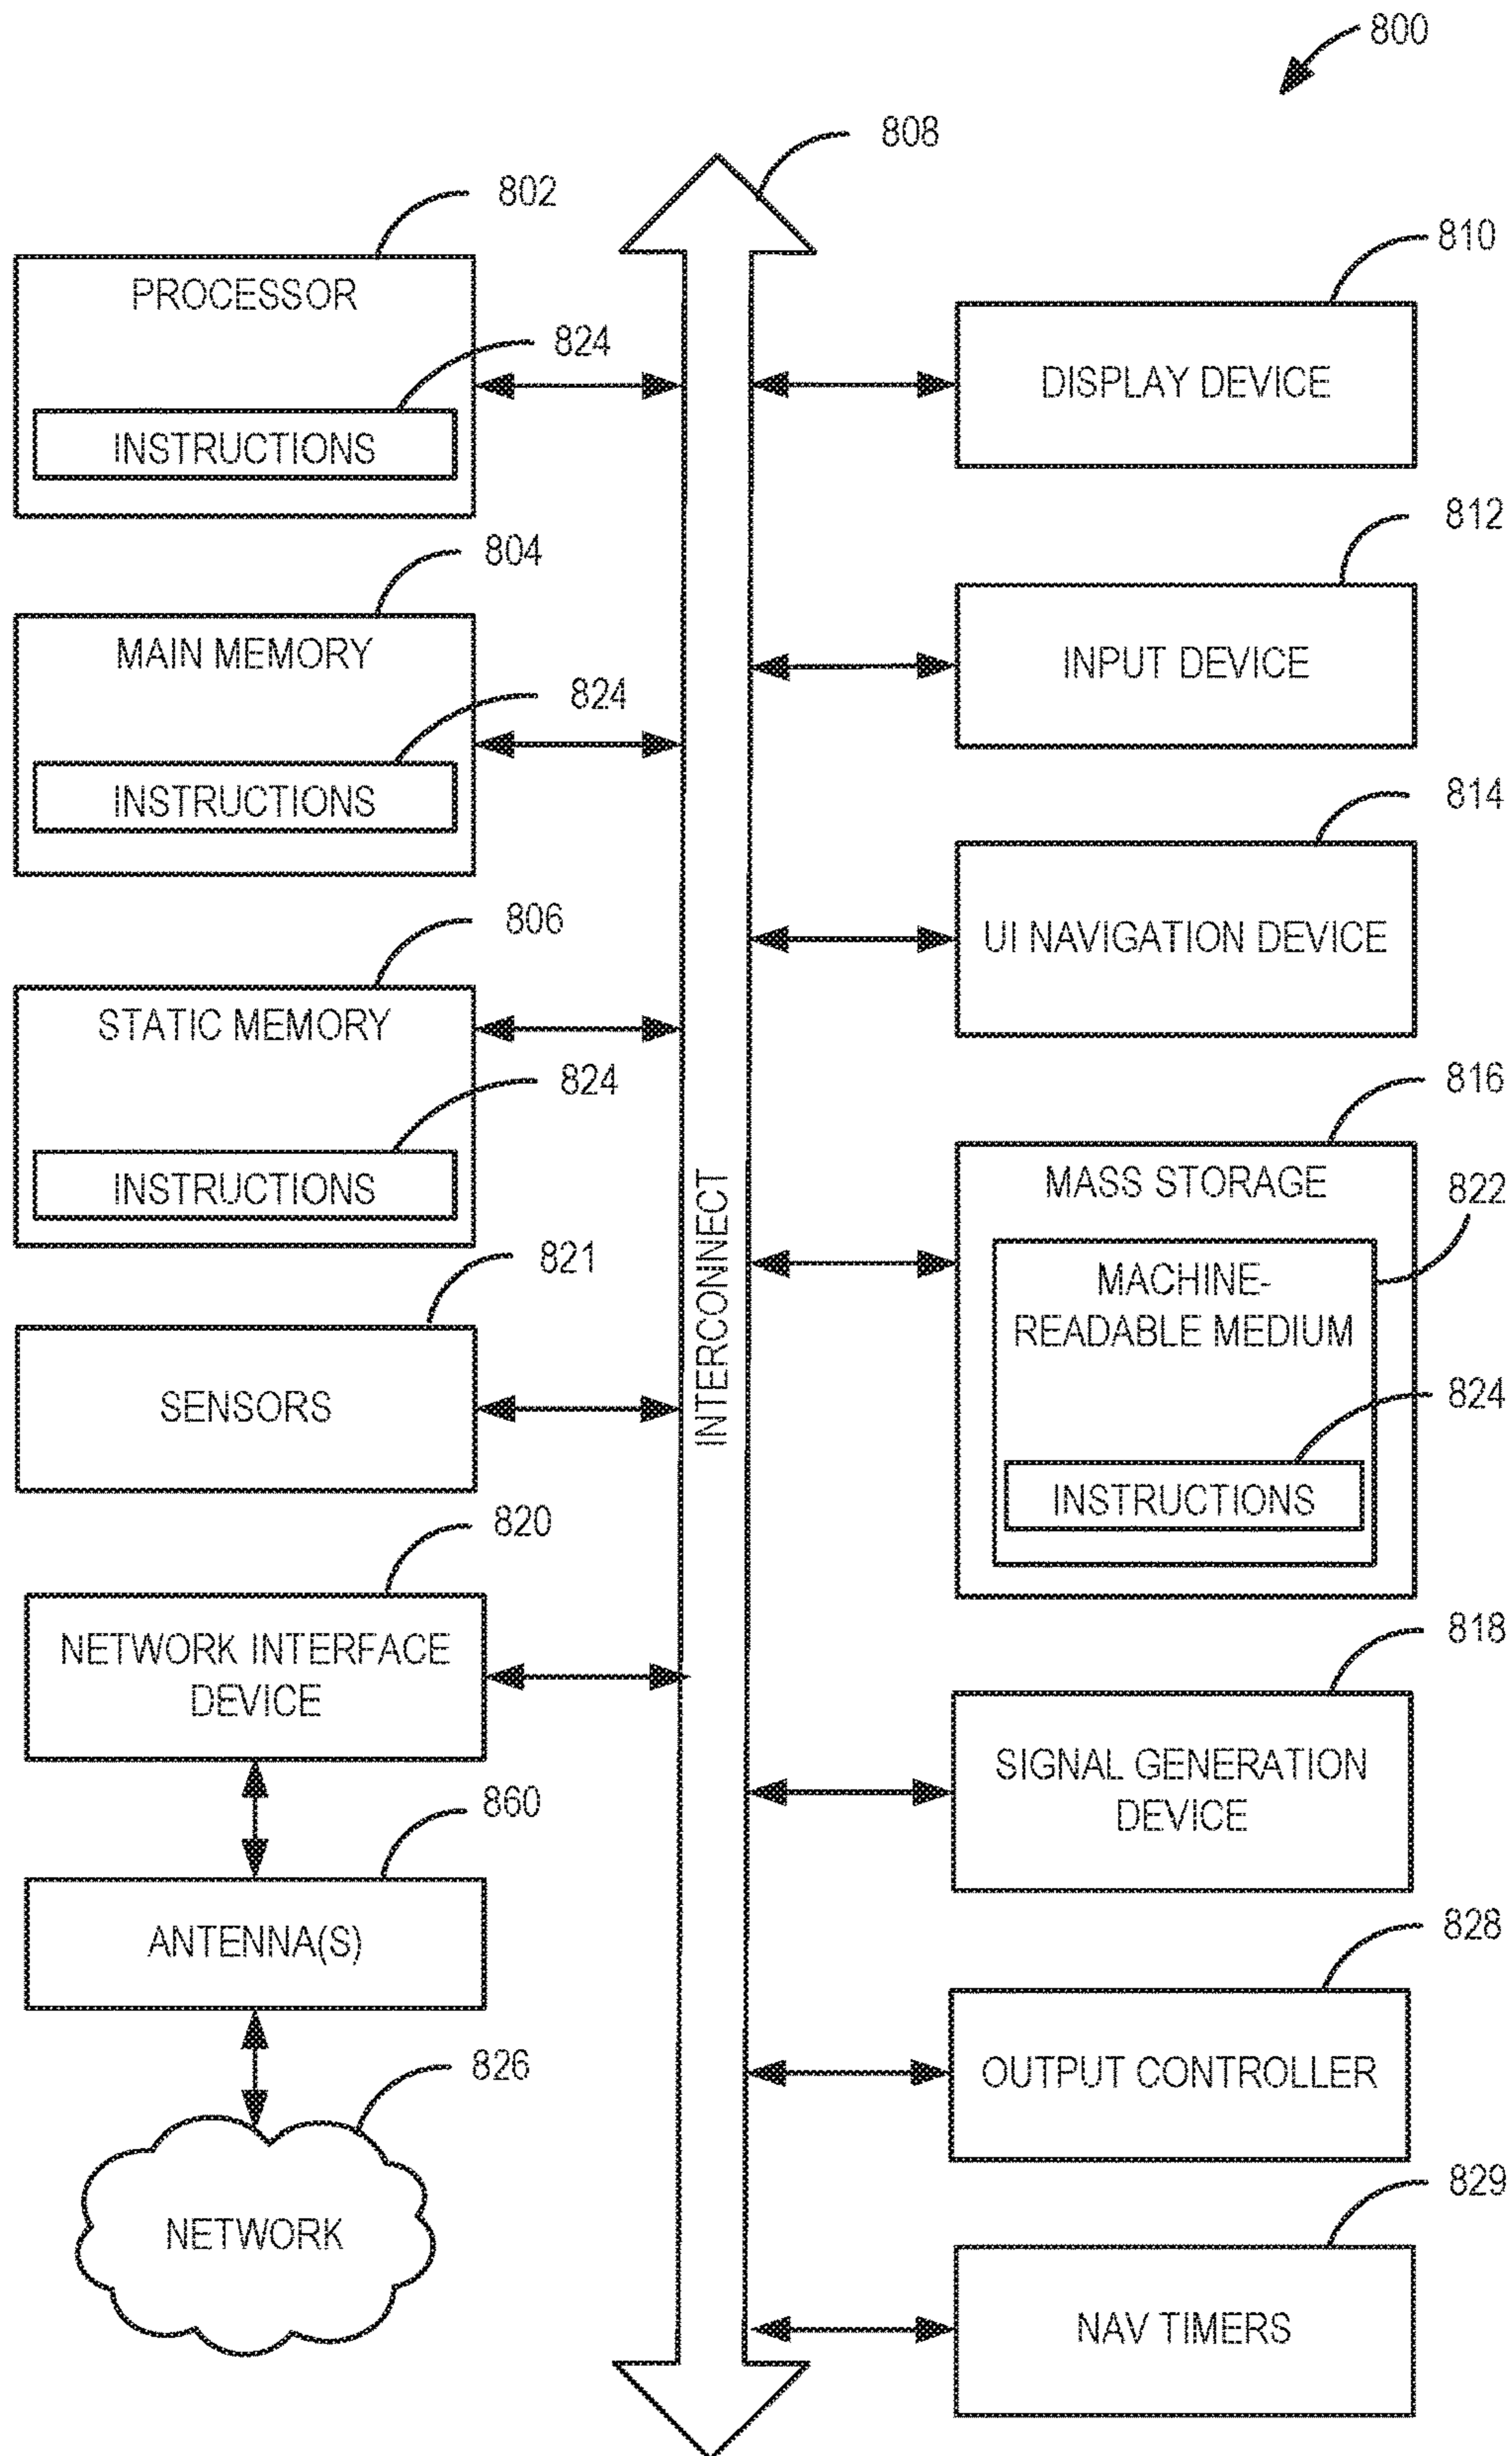 800
808
802
PROCESSOR
824
INSTRUCTIONS
804
MAIN MEMORY
824
INSTRUCTIONS
806
STATIC MEMORY
824
INSTRUCTIONS
821
SENSORS
820
NETWORK INTERFACE
DEVICE
860
ANTENNA(S)
826
NETWORK
INTERCONNECT
810
DISPLAY DEVICE
812
INPUT DEVICE
814
UI NAVIGATION DEVICE
816
MASS STORAGE
822
MACHINE-
READABLE MEDIUM
824
INSTRUCTIONS
818
SIGNAL GENERATION
DEVICE
828
OUTPUT CONTROLLER
829
NAV TIMERS